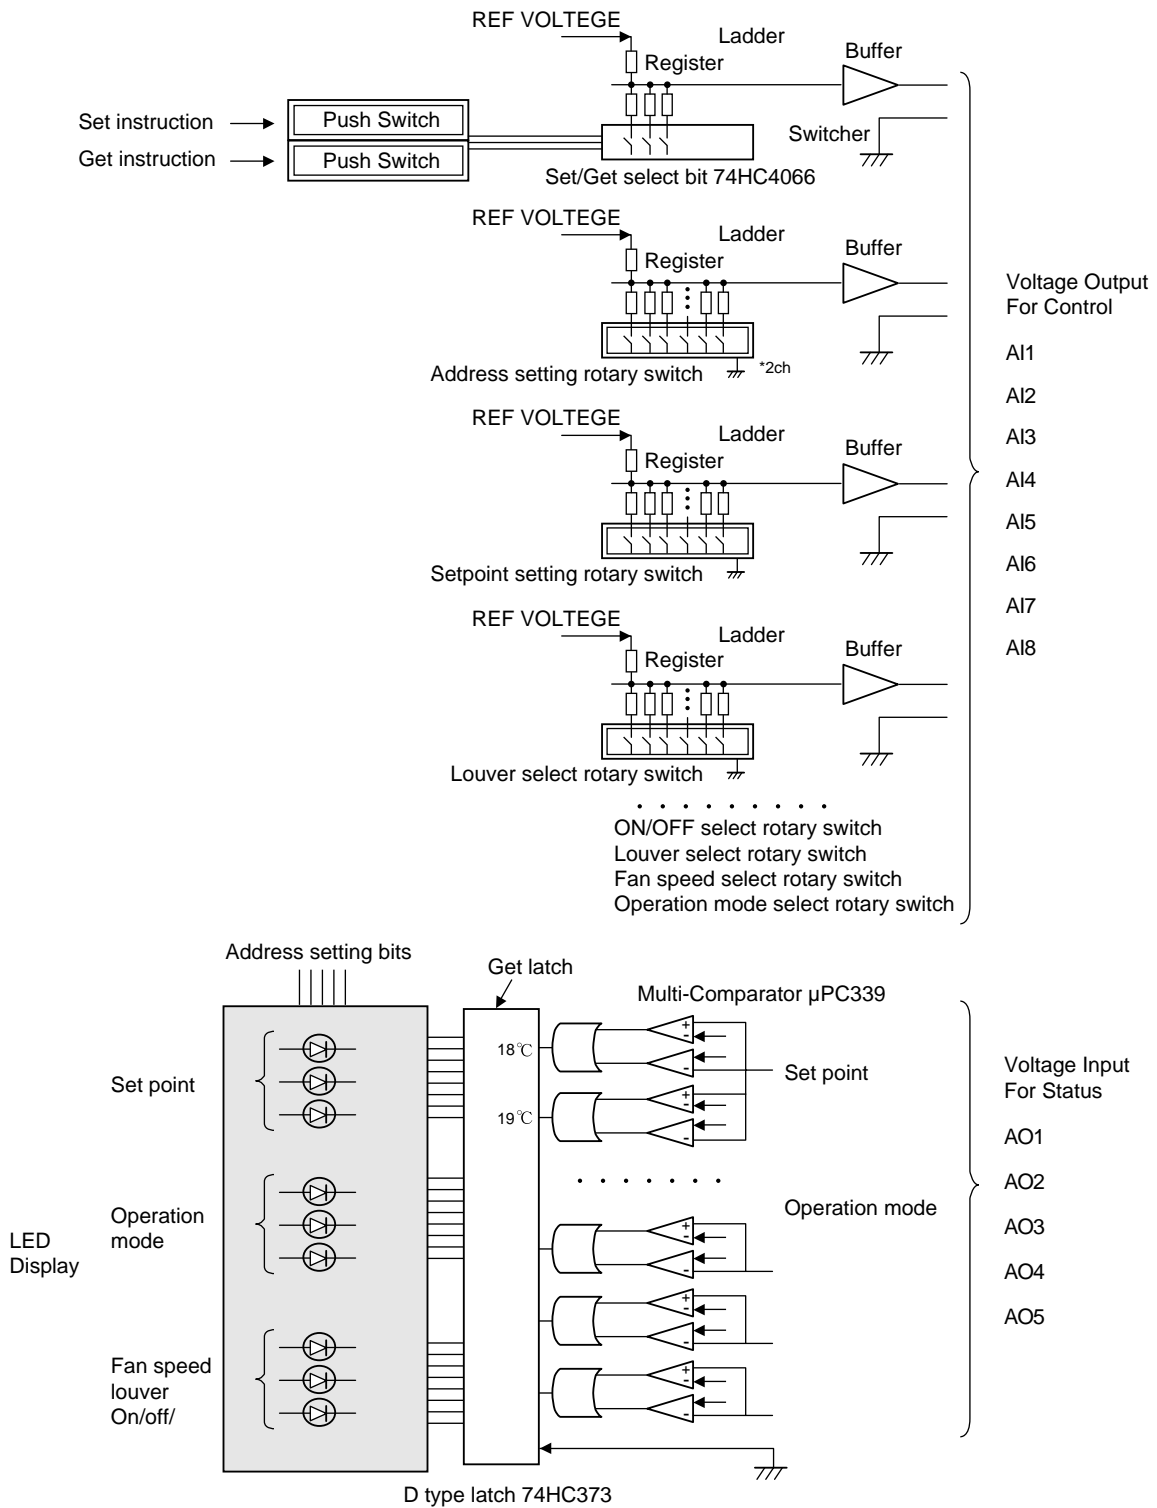 REF VOLTEGE
Ladder
Buffer
Register
Set instruction
Push Switch
Get instruction
Push Switch
Switcher
Set/Get select bit 74HC4066
REF VOLTEGE
Ladder
Buffer
Register
Address setting rotary switch
*2ch
REF VOLTEGE
Ladder
Buffer
Register
Setpoint setting rotary switch
REF VOLTEGE
Ladder
Buffer
Register
Louver select rotary switch
ON/OFF select rotary switch
Louver select rotary switch
Fan speed select rotary switch
Operation mode select rotary switch
Voltage Output
For Control
AI1
AI2
AI3
AI4
AI5
AI6
AI7
AI8
Address setting bits
Get latch
Multi-Comparator µPC339
18℃
19℃
+
-
-
+
-
-
+
-
-
+
-
-
+
-
-
Set point
Set point
Operation
mode
Operation mode
LED
Display
Fan speed
louver
On/off/
D type latch 74HC373
Voltage Input
For Status
AO1
AO2
AO3
AO4
AO5